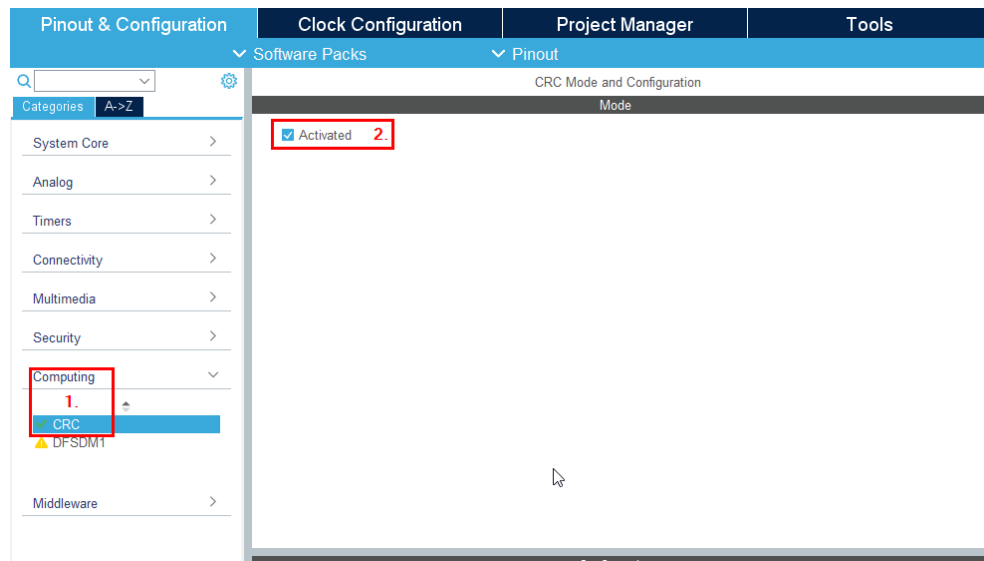 Pinout & Configuration Clock Configuration Project Manager Tools
Software Packs Pinout
CRC Mode and Configuration
Categories A->Z Mode
Activated 2.
System Core
Analog
Timers
Connectivity
Multimedia
Security
Computing
1.
CRC
DFSDM1
Middleware